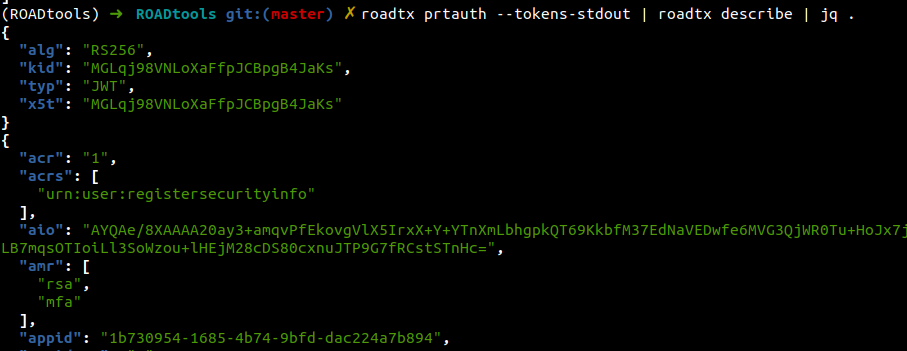 (ROADtools) ➜ ROADtools git:(master) ✗ roadtx prtauth --tokens-stdout | roadtx describe | jq .
{
"alg": "RS256",
"kid": "MGLqj98VNLoXaFfpJCBpgB4JaKs",
"typ": "JWT",
"x5t": "MGLqj98VNLoXaFfpJCBpgB4JaKs"
}
{
"acr": "1",
"acrs": [
"urn:user:registersecurityinfo"
],
"aio": "AYQAe/8XAAAA20ay3+amqvPfEkovgVlX5IrxX+Y+YTnXmLbhgpkQT69KkbfM37EdNaVEDwfe6MVG3QjWR0Tu+HoJx7j
LB7mqsOTIoiLl3SoWzou+lHEjM28cDS80cxnuJTP9G7fRCstSTnHc=",
"amr": [
"rsa",
"mfa"
],
"appid": "1b730954-1685-4b74-9bfd-dac224a7b894",